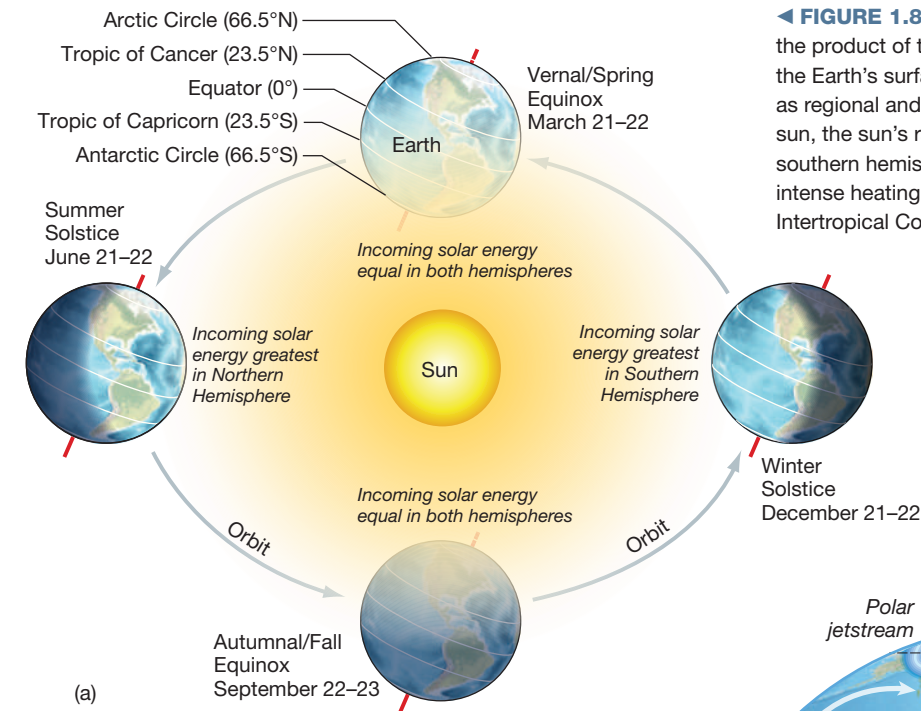 Arctic Circle (66.5°N)
Tropic of Cancer (23.5°N)
Equator (0°)
Tropic of Capricorn (23.5°S)
Antarctic Circle (66.5°S)
Earth
Vernal/Spring
Equinox
March 21–22
◄ FIGURE 1.8
the product of t
the Earth's surfa
as regional and
sun, the sun's r
southern hemis
intense heating
Intertropical Co
Summer
Solstice
June 21–22
Incoming solar energy
equal in both hemispheres
Incoming solar
energy greatest
in Northern
Hemisphere
Sun
Incoming solar
energy greatest
in Southern
Hemisphere
Winter
Solstice
December 21–22
Incoming solar energy
equal in both hemispheres
Orbit
Orbit
Autumnal/Fall
Equinox
September 22–23
(a)
Polar
jetstream